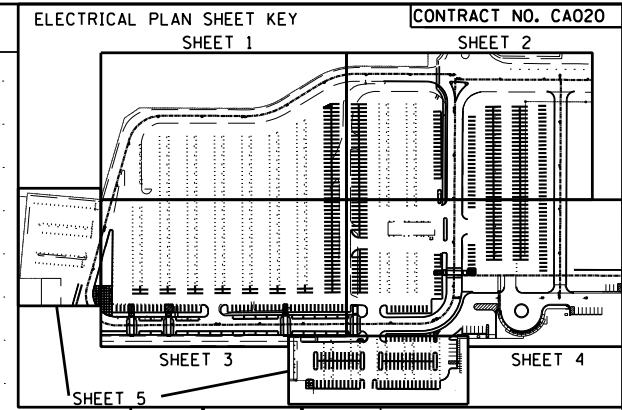 ELECTRICAL PLAN SHEET KEY
CONTRACT NO. CA020
SHEET 1
SHEET 2
SHEET 3
SHEET 4
SHEET 5